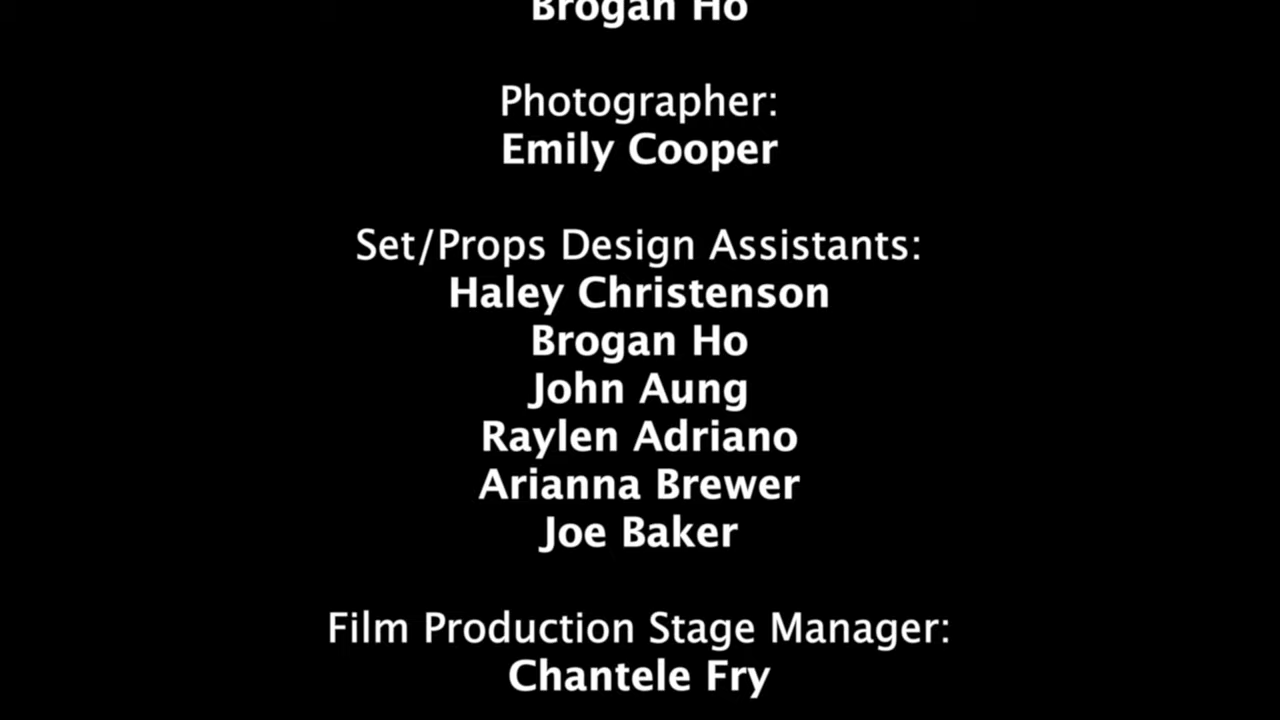 Brogan Ho
Photographer:
Emily Cooper
Set/Props Design Assistants:
Haley Christenson
Brogan Ho
John Aung
Raylen Adriano
Arianna Brewer
Joe Baker
Film Production Stage Manager:
Chantele Fry